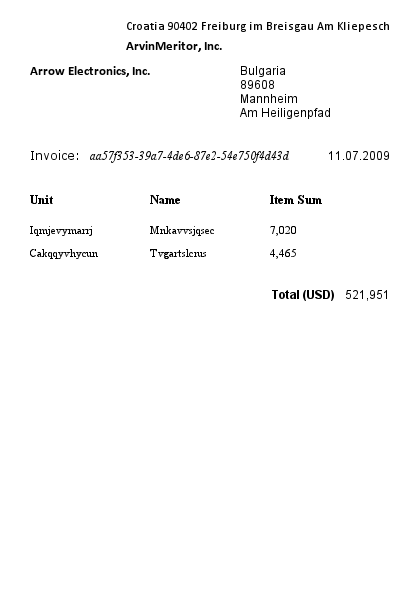 Croatia 90402 Freiburg im Breisgau Am Kliepesch
ArvinMeritor, Inc.
Arrow Electronics, Inc.
Bulgaria
89608
Mannheim
Am Heiligenpfad
Invoice: aa57f353-39a7-4de6-87e2-54e750f4d43d 11.07.2009
Unit Name Item Sum
Iqmjevymarrj Mnkavvsjqsec 7,020
Cakqqyvhycun Tvgartslcrus 4,465
Total (USD) 521,951